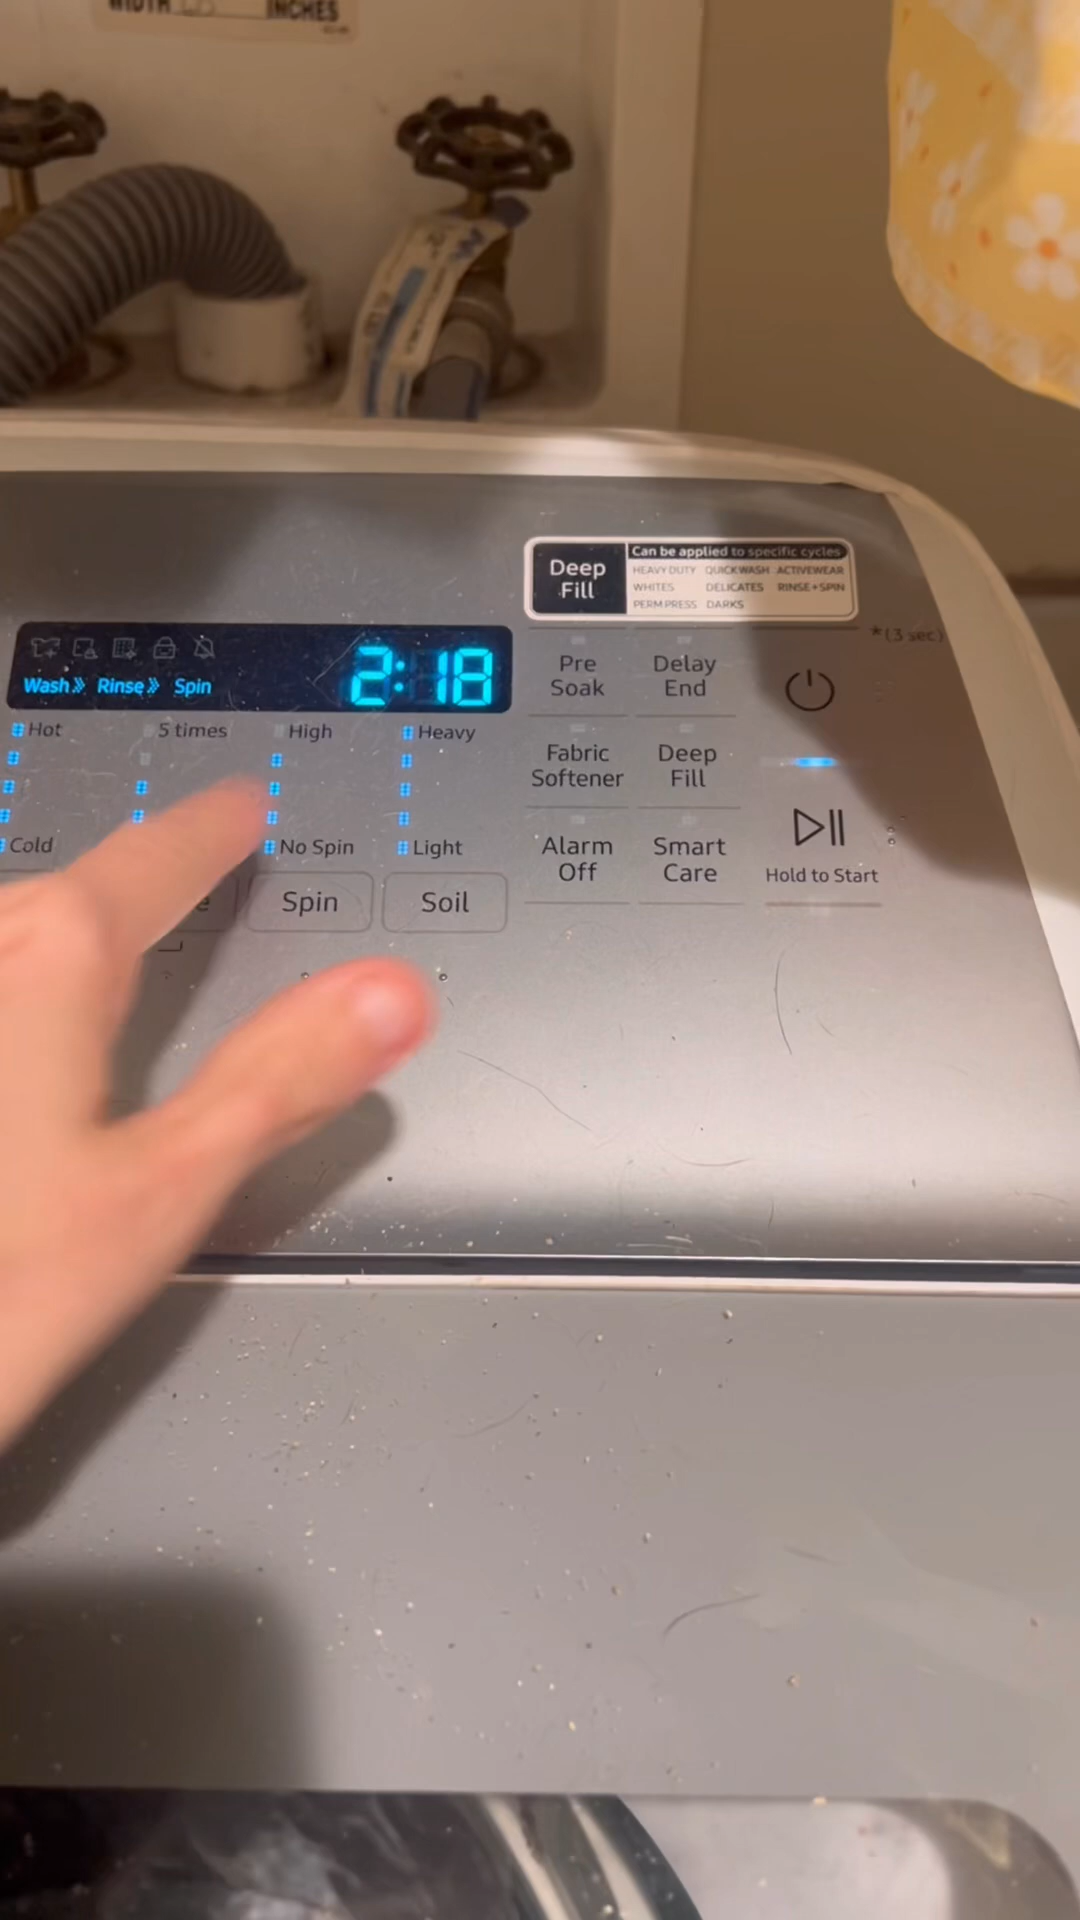 WIDTH INCHES
Deep
Fill
Can be applied to specific cycles
HEAVY DUTY QUICK WASH ACTIVEWEAR
WHITES DELICATES RINSE+SPIN
PERM PRESS DARKS
*(3 sec)
Wash» Rinse» Spin
2:18
Hot 5 times High Heavy
Cold No Spin Light
e Spin Soil
Pre
Soak
Delay
End
Fabric
Softener
Deep
Fill
Alarm
Off
Smart
Care
Hold to Start